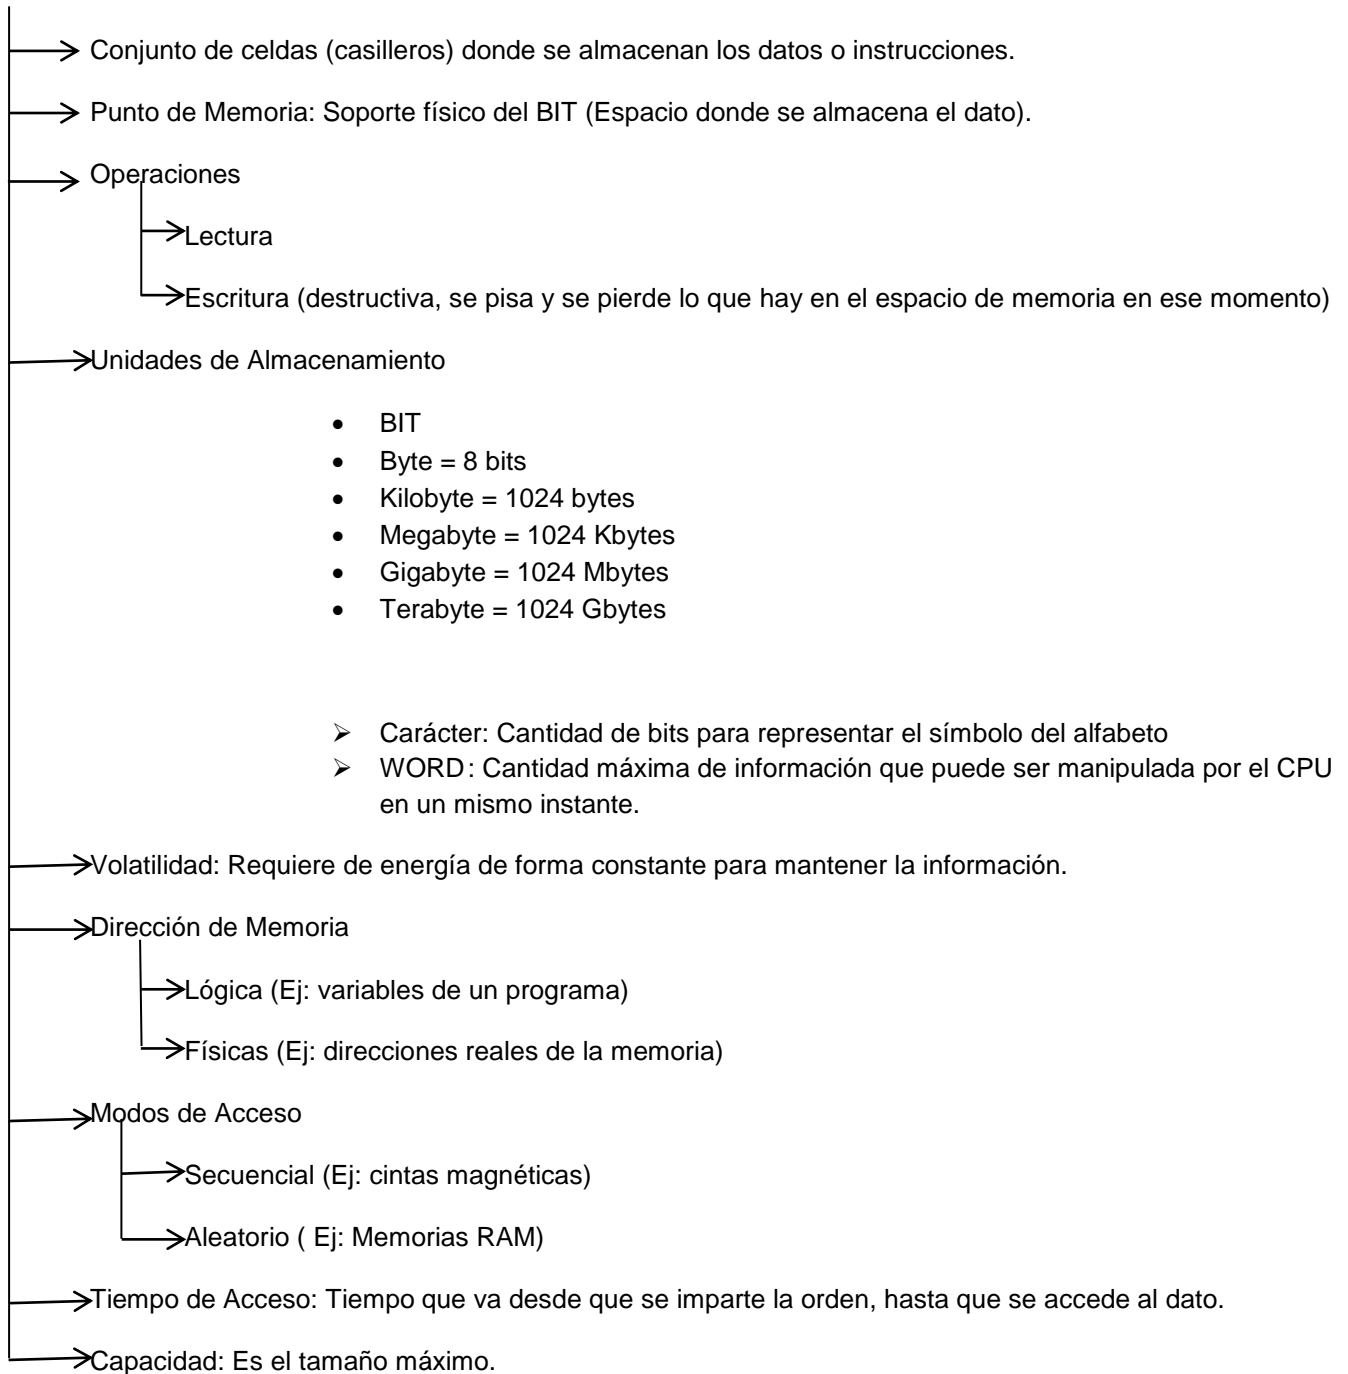 Conjunto de celdas (casilleros) donde se almacenan los datos o instrucciones.
Punto de Memoria: Soporte físico del BIT (Espacio donde se almacena el dato).
Operaciones
Lectura
Escritura (destructiva, se pisa y se pierde lo que hay en el espacio de memoria en ese momento)
Unidades de Almacenamiento
• BIT
• Byte = 8 bits
• Kilobyte = 1024 bytes
• Megabyte = 1024 Kbytes
• Gigabyte = 1024 Mbytes
• Terabyte = 1024 Gbytes
➢ Carácter: Cantidad de bits para representar el símbolo del alfabeto
➢ WORD: Cantidad máxima de información que puede ser manipulada por el CPU
en un mismo instante.
Volatilidad: Requiere de energía de forma constante para mantener la información.
Dirección de Memoria
Lógica (Ej: variables de un programa)
Físicas (Ej: direcciones reales de la memoria)
Modos de Acceso
Secuencial (Ej: cintas magnéticas)
Aleatorio ( Ej: Memorias RAM)
Tiempo de Acceso: Tiempo que va desde que se imparte la orden, hasta que se accede al dato.
Capacidad: Es el tamaño máximo.